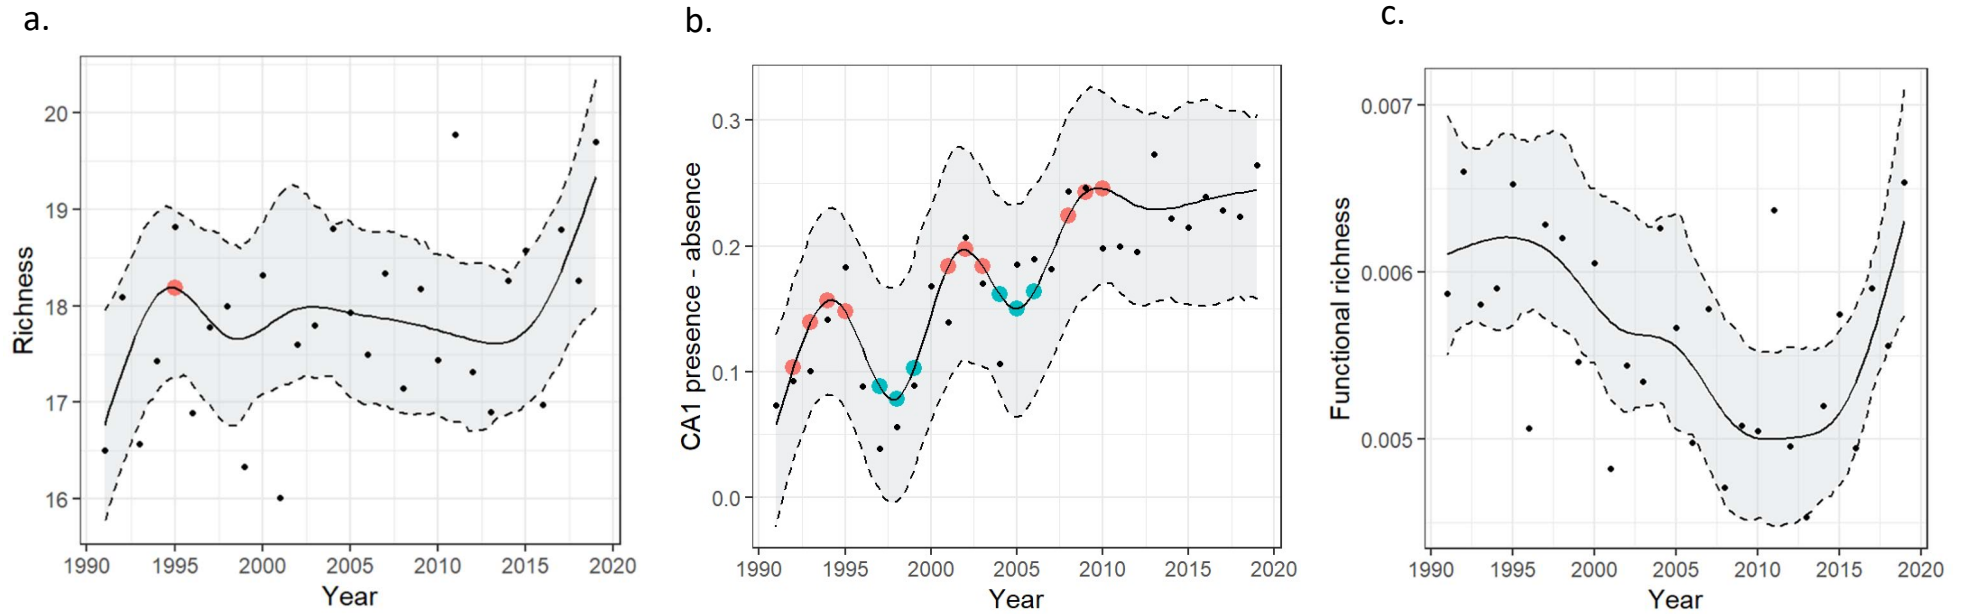 a.
Richness
20
19
18
17
16
1990 1995 2000 2005 2010 2015 2020
Year
b.
CA1 presence - absence
0.3
0.2
0.1
0.0
1990 1995 2000 2005 2010 2015 2020
Year
c.
Functional richness
0.007
0.006
0.005
1990 1995 2000 2005 2010 2015 2020
Year